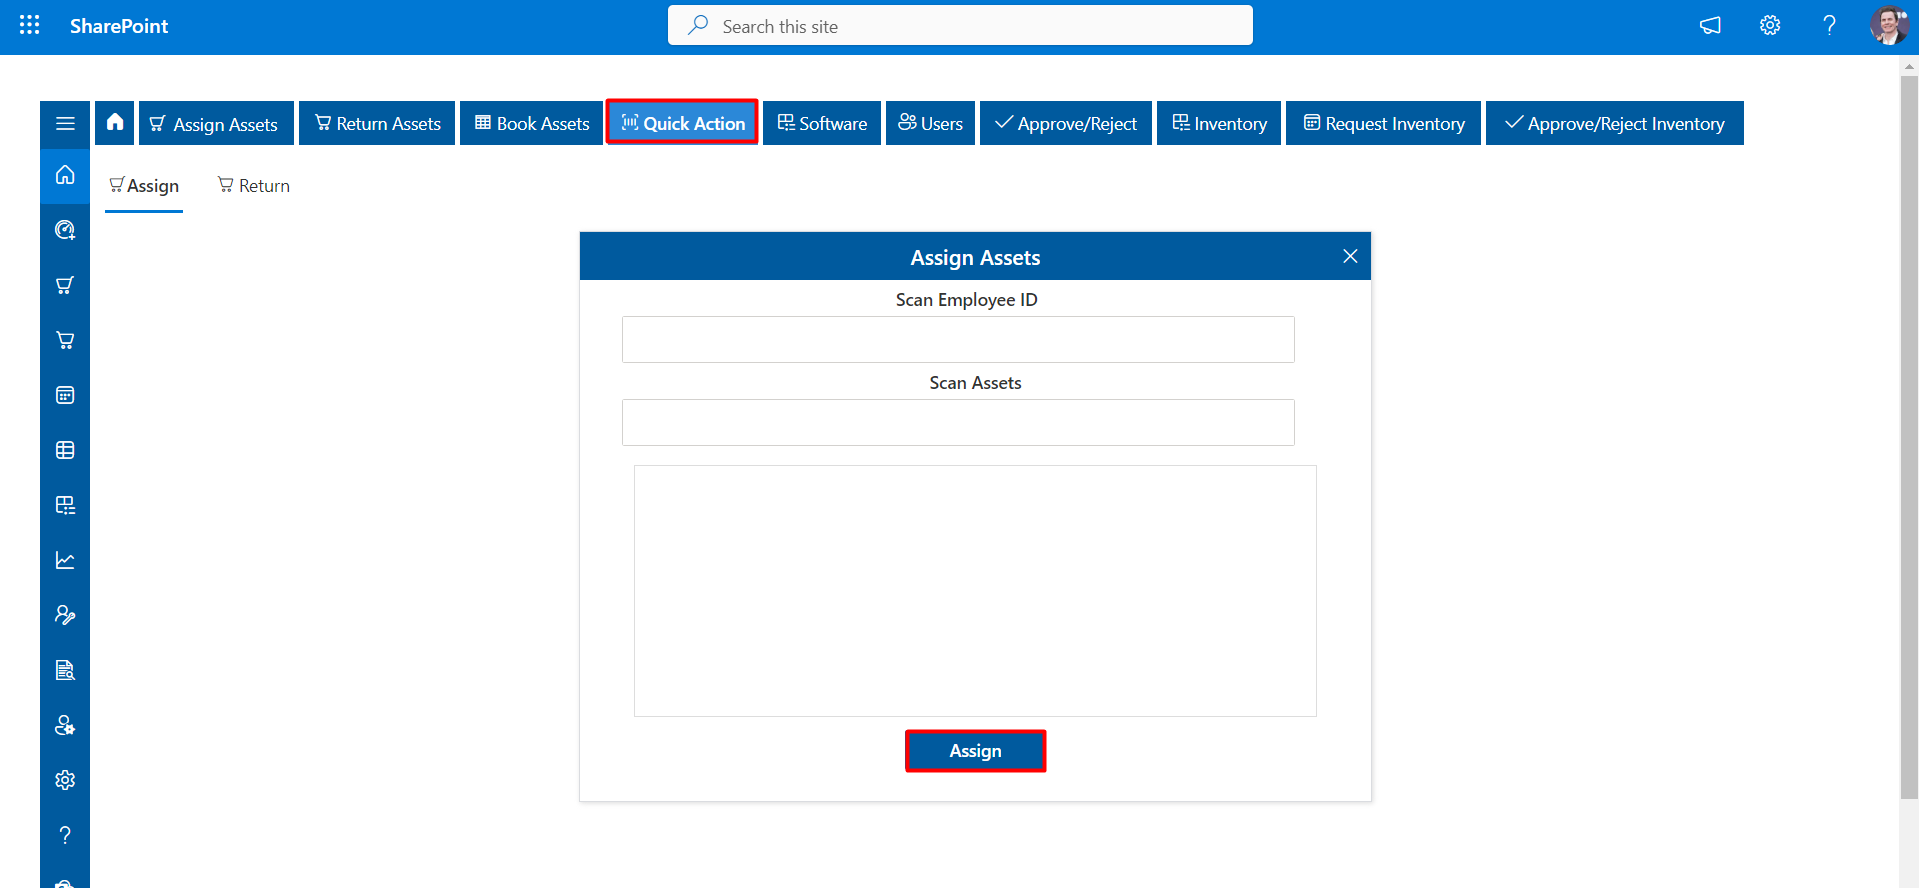 SharePoint
Search this site
Assign Assets
Return Assets
Book Assets
Quick Action
Software
Users
Approve/Reject
Inventory
Request Inventory
Approve/Reject Inventory
Assign
Return
Assign Assets
Scan Employee ID
Scan Assets
Assign